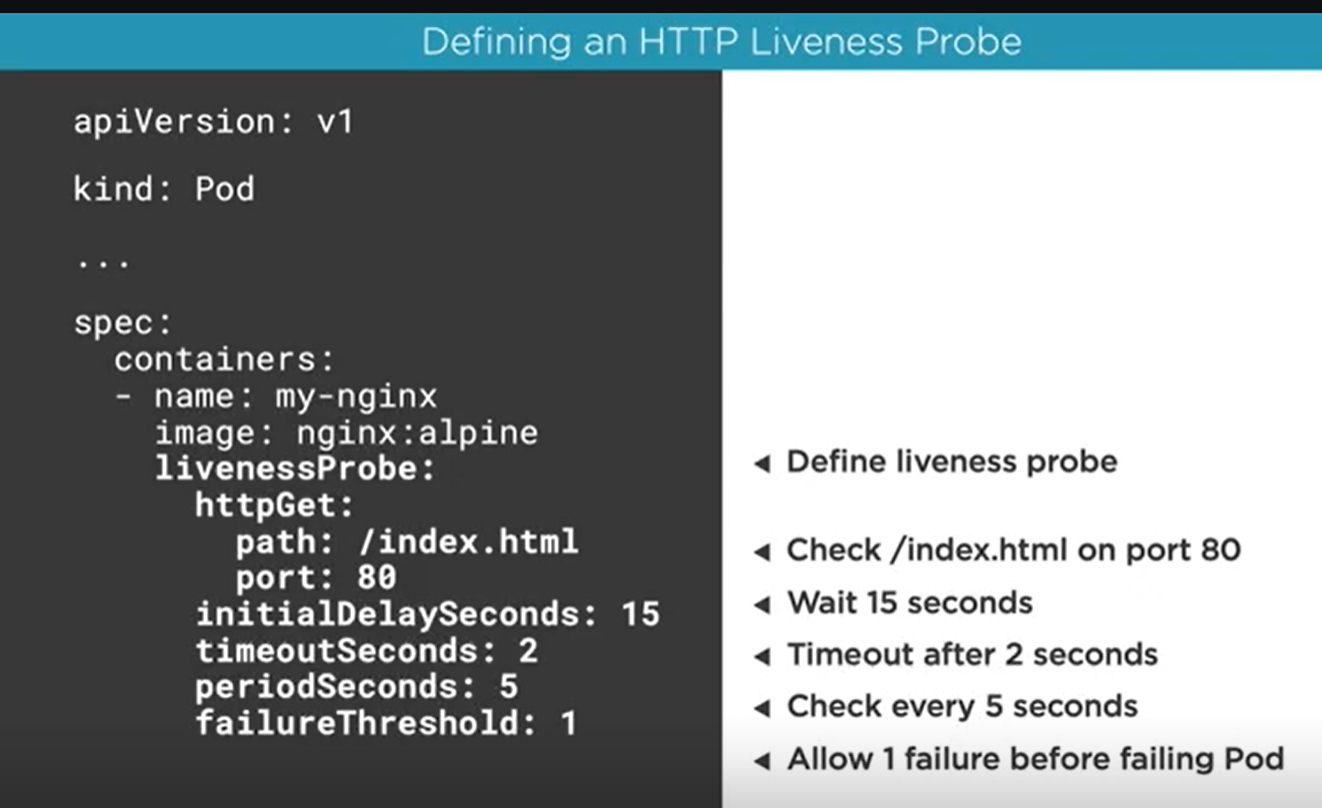 Defining an HTTP Liveness Probe
apiVersion: v1
kind: Pod
...
spec:
  containers:
  - name: my-nginx
    image: nginx:alpine
    livenessProbe:
      httpGet:
        path: /index.html
        port: 80
      initialDelaySeconds: 15
      timeoutSeconds: 2
      periodSeconds: 5
      failureThreshold: 1
◀ Define liveness probe
◀ Check /index.html on port 80
◀ Wait 15 seconds
◀ Timeout after 2 seconds
◀ Check every 5 seconds
◀ Allow 1 failure before failing Pod